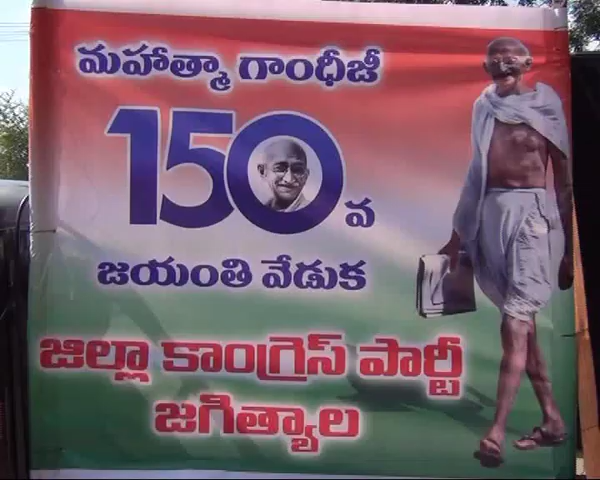 మహాత్మా గాంధీజీ
150వ
జయంతి వేడుక
జిల్లా కాంగ్రెస్ పార్టీ
జగిత్యాల